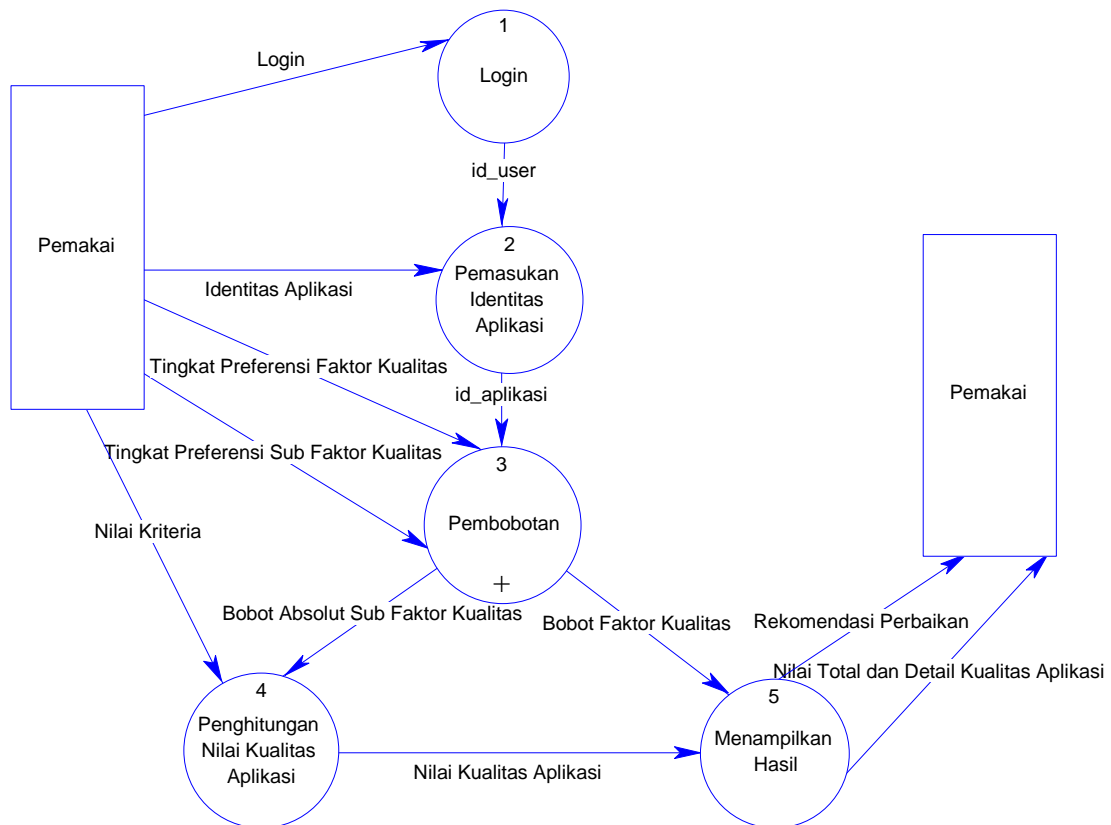 1
Login
Login
id_user
Pemakai
2
Pemasukan
Identitas
Aplikasi
Identitas Aplikasi
Tingkat Preferensi Faktor Kualitas
id_aplikasi
Pemakai
Tingkat Preferensi Sub Faktor Kualitas
3
Pembobotan
+
Nilai Kriteria
Bobot Absolut Sub Faktor Kualitas
Bobot Faktor Kualitas
Rekomendasi Perbaikan
Nilai Total dan Detail Kualitas Aplikasi
4
Penghitungan
Nilai Kualitas
Aplikasi
Nilai Kualitas Aplikasi
5
Menampilkan
Hasil